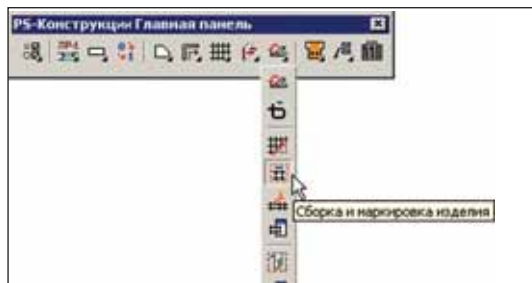 PS-Конструкции Главная панель
Сборка и маркировка изделия